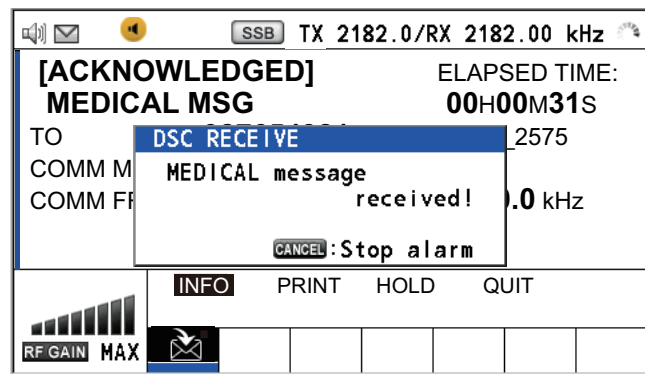 SSB TX 2182.0/RX 2182.00 kHz
[ACKNOWLEDGED] ELAPSED TIME:
MEDICAL MSG 00H00M31S
TO _2575
COMM M
COMM FR .0 kHz
DSC RECEIVE
MEDICAL message
received!
CANCEL:Stop alarm
INFO PRINT HOLD QUIT
RF GAIN MAX